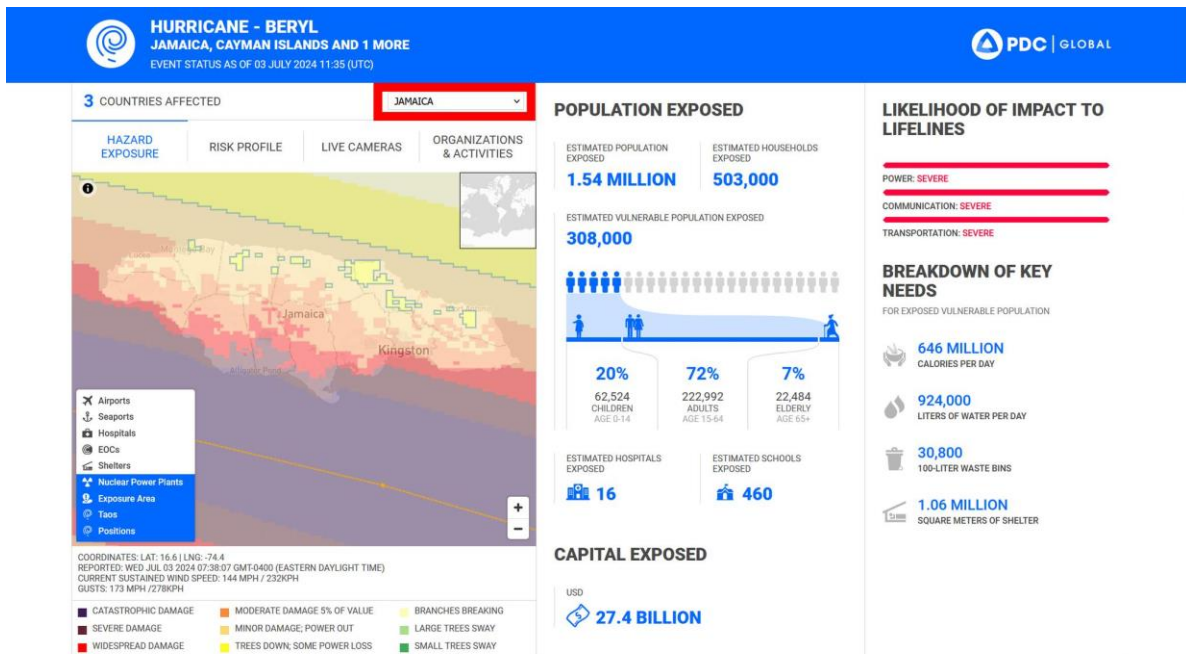 HURRICANE - BERYL
JAMAICA, CAYMAN ISLANDS AND 1 MORE
EVENT STATUS AS OF 03 JULY 2024 11:35 (UTC)
PDC | GLOBAL
3 COUNTRIES AFFECTED
JAMAICA
HAZARD
EXPOSURE
RISK PROFILE
LIVE CAMERAS
ORGANIZATIONS
& ACTIVITIES
Jamaica
Kingston
Alligator Pond
Airports
Seaports
Hospitals
EOCs
Shelters
Nuclear Power Plants
Exposure Area
Taos
Positions
+
−
COORDINATES: LAT: 16.6 | LNG: -74.4
REPORTED: WED JUL 03 2024 07:38:07 GMT-0400 (EASTERN DAYLIGHT TIME)
CURRENT SUSTAINED WIND SPEED: 144 MPH / 232KPH
GUSTS: 173 MPH /278KPH
CATASTROPHIC DAMAGE
SEVERE DAMAGE
WIDESPREAD DAMAGE
MODERATE DAMAGE 5% OF VALUE
MINOR DAMAGE; POWER OUT
TREES DOWN; SOME POWER LOSS
BRANCHES BREAKING
LARGE TREES SWAY
SMALL TREES SWAY
POPULATION EXPOSED
ESTIMATED POPULATION
EXPOSED
1.54 MILLION
ESTIMATED HOUSEHOLDS
EXPOSED
503,000
ESTIMATED VULNERABLE POPULATION EXPOSED
308,000
20%
62,524
CHILDREN
AGE 0-14
72%
222,992
ADULTS
AGE 15-64
7%
22,484
ELDERLY
AGE 65+
ESTIMATED HOSPITALS
EXPOSED
16
ESTIMATED SCHOOLS
EXPOSED
460
CAPITAL EXPOSED
USD
27.4 BILLION
LIKELIHOOD OF IMPACT TO
LIFELINES
POWER: SEVERE
COMMUNICATION: SEVERE
TRANSPORTATION: SEVERE
BREAKDOWN OF KEY
NEEDS
FOR EXPOSED VULNERABLE POPULATION
646 MILLION
CALORIES PER DAY
924,000
LITERS OF WATER PER DAY
30,800
100-LITER WASTE BINS
1.06 MILLION
SQUARE METERS OF SHELTER